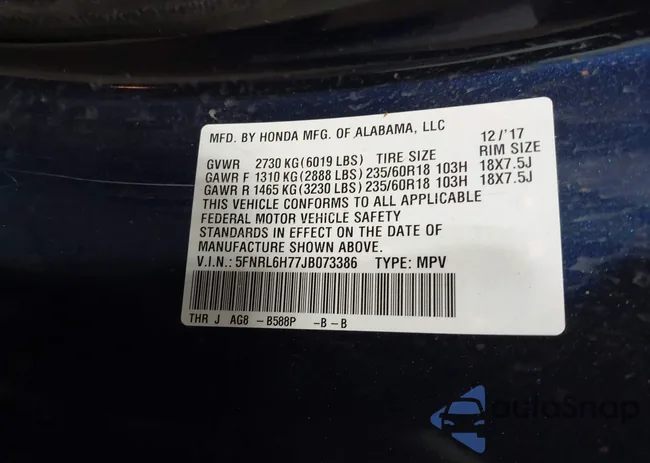 MFD. BY HONDA MFG. OF ALABAMA, LLC 12/'17
GVWR 2730 KG (6019 LBS) TIRE SIZE RIM SIZE
GAWR F 1310 KG (2888 LBS) 235/60R18 103H 18X7.5J
GAWR R 1465 KG (3230 LBS) 235/60R18 103H 18X7.5J
THIS VEHICLE CONFORMS TO ALL APPLICABLE
FEDERAL MOTOR VEHICLE SAFETY
STANDARDS IN EFFECT ON THE DATE OF
MANUFACTURE SHOWN ABOVE.
V.I.N.: 5FNRL6H77JB073386 TYPE: MPV
THR J AG8 - B588P -B-B
autoSnap